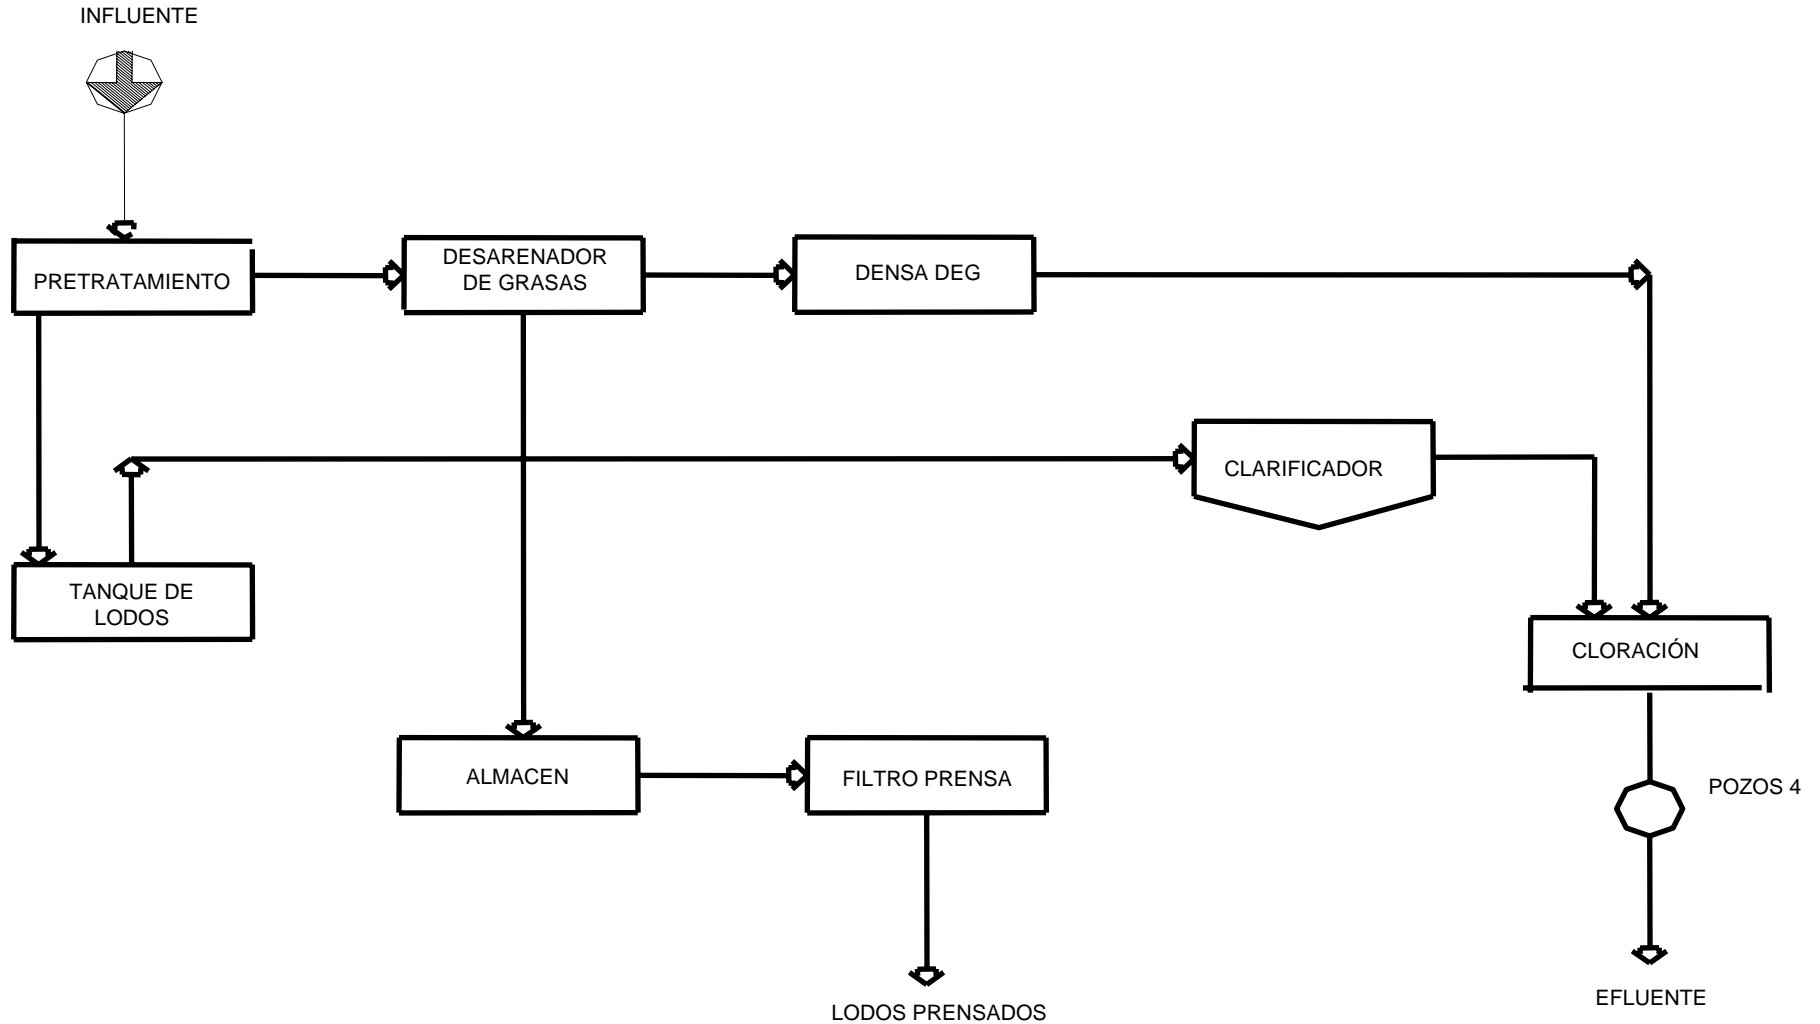 INFLUENTE
PRETRATAMIENTO
DESARENADOR
DE GRASAS
DENSA DEG
CLARIFICADOR
TANQUE DE
LODOS
CLORACIÓN
ALMACEN
FILTRO PRENSA
POZOS 4
LODOS PRENSADOS
EFLUENTE